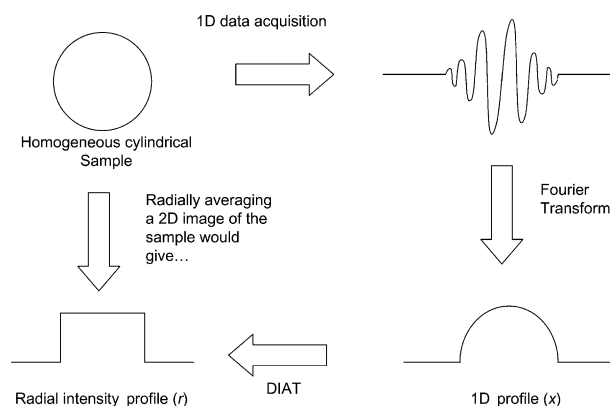 1D data acquisition
Homogeneous cylindrical
Sample
Radially averaging
a 2D image of the
sample would
give…
Fourier
Transform
DIAT
Radial intensity profile (r)
1D profile (x)